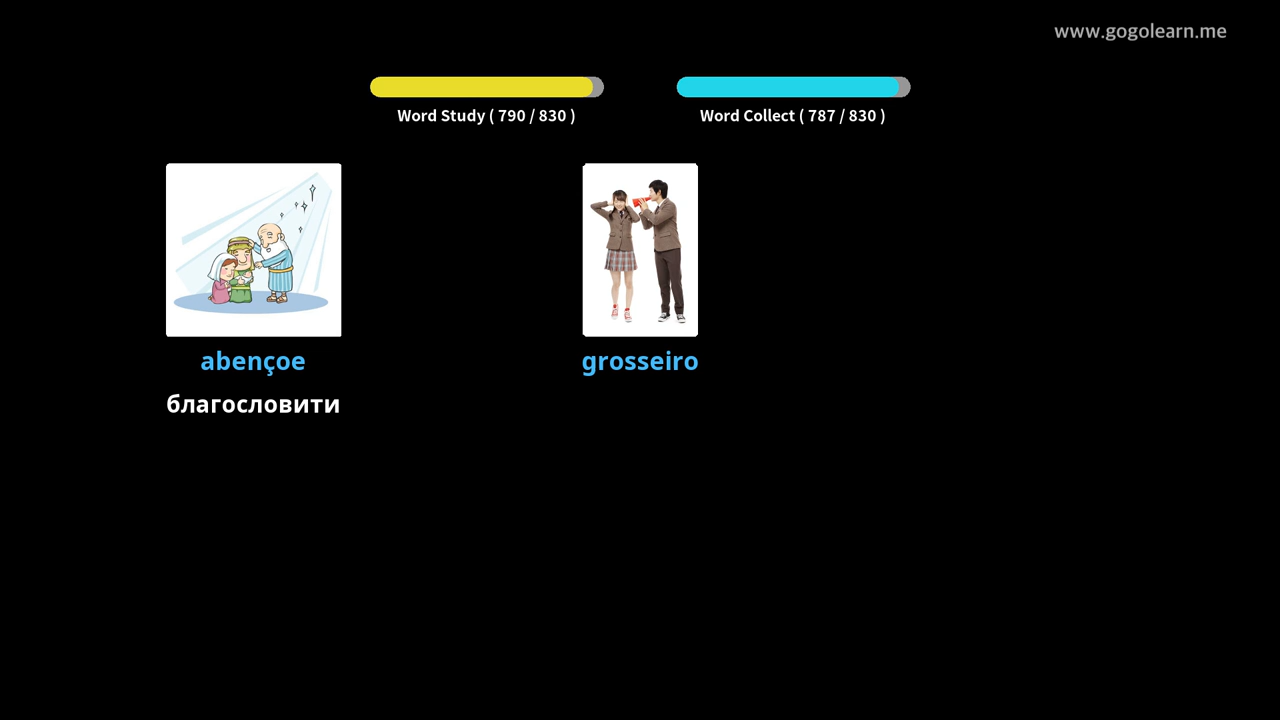 www.gogolearn.me
Word Study ( 790 / 830 )
Word Collect ( 787 / 830 )
abençoe
grosseiro
благословити